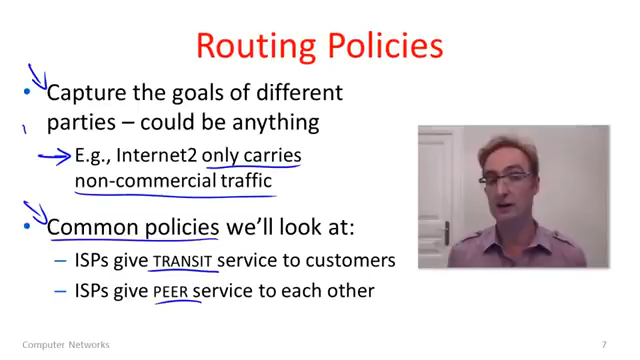 Routing Policies
• Capture the goals of different
parties – could be anything
E.g., Internet2 only carries
non-commercial traffic
• Common policies we'll look at:
– ISPs give TRANSIT service to customers
– ISPs give PEER service to each other
Computer Networks
7